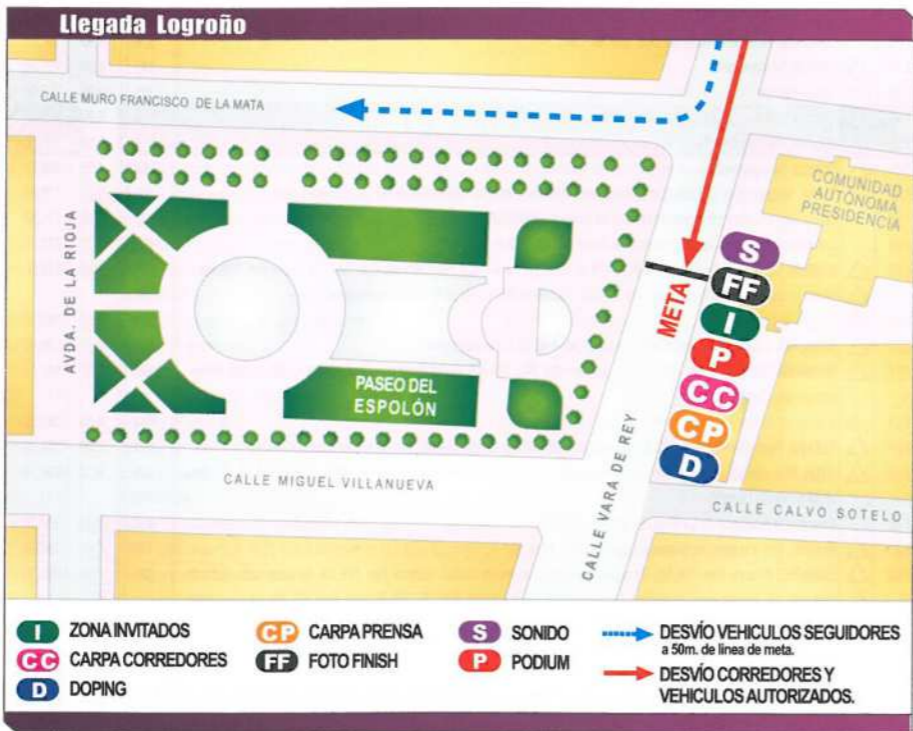 Llegada Logroño
CALLE MURO FRANCISCO DE LA MATA
COMUNIDAD
AUTÓNOMA
PRESIDENCIA
AVDA. DE LA RIOJA
S
FF
META
I
P
CC
CP
D
PASEO DEL
ESPOLÓN
CALLE MIGUEL VILLANUEVA
CALLE VARA DE REY
CALLE CALVO SOTELO
I ZONA INVITADOS
CC CARPA CORREDORES
D DOPING
CP CARPA PRENSA
FF FOTO FINISH
S SONIDO
P PODIUM
DESVÍO VEHICULOS SEGUIDORES
a 50m. de linea de meta.
DESVÍO CORREDORES Y
VEHICULOS AUTORIZADOS.